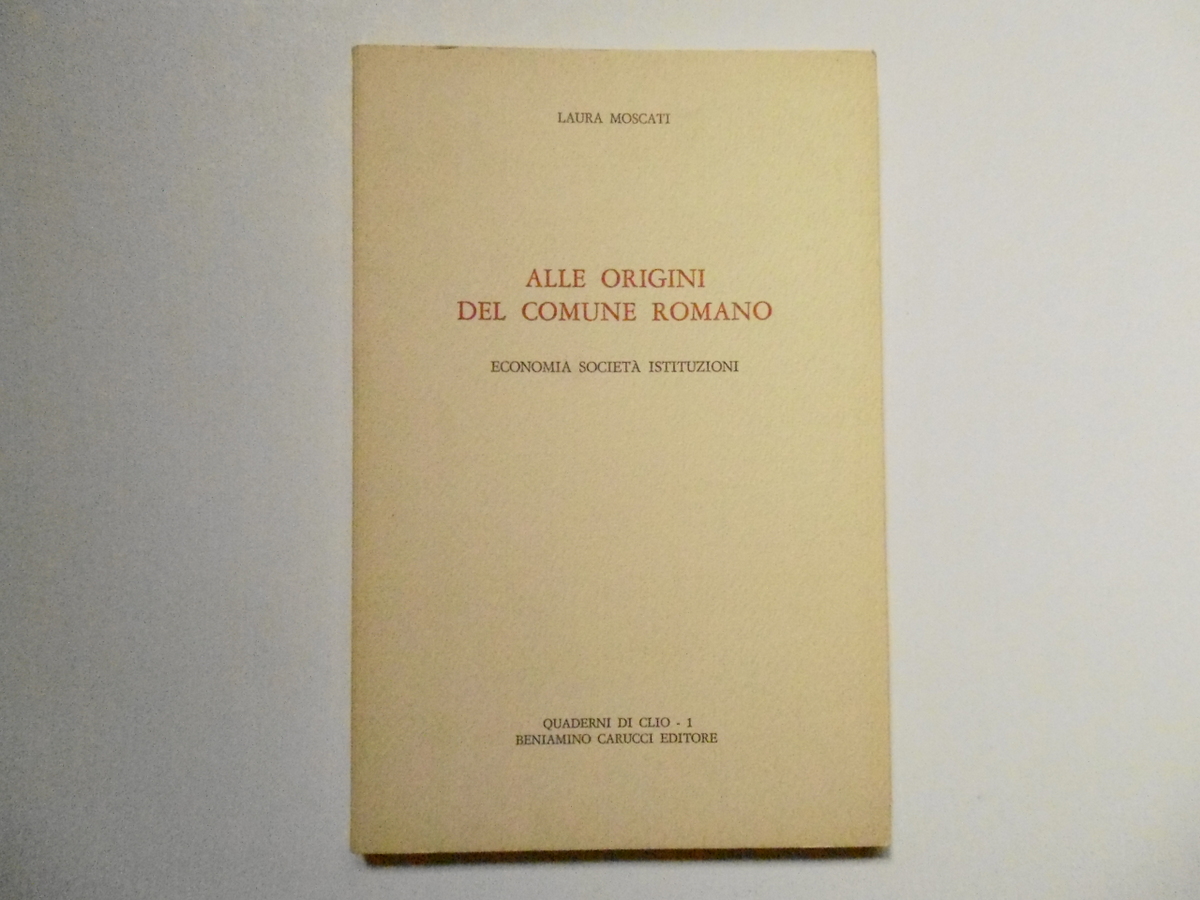 LAURA MOSCATI
ALLE ORIGINI
DEL COMUNE ROMANO
ECONOMIA SOCIETÀ ISTITUZIONI
QUADERNI DI CLIO - 1
BENIAMINO CARUCCI EDITORE